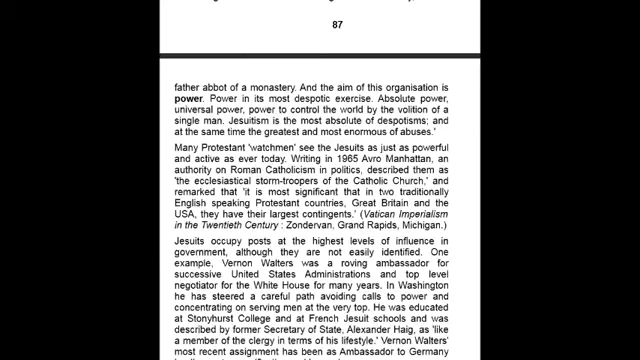 87
father abbot of a monastery. And the aim of this organisation is
power. Power in its most despotic exercise. Absolute power,
universal power, power to control the world by the volition of a
single man. Jesuitism is the most absolute of despotisms; and
at the same time the greatest and most enormous of abuses.'
Many Protestant 'watchmen' see the Jesuits as just as powerful
and active as ever today. Writing in 1965 Avro Manhattan, an
authority on Roman Catholicism in politics, described them as
'the ecclesiastical storm-troopers of the Catholic Church,' and
remarked that 'it is most significant that in two traditionally
English speaking Protestant countries, Great Britain and the
USA, they have their largest contingents.' (Vatican Imperialism
in the Twentieth Century : Zondervan, Grand Rapids, Michigan.)
Jesuits occupy posts at the highest levels of influence in
government, although they are not easily identified. One
example, Vernon Walters was a roving ambassador for
successive United States Administrations and top level
negotiator for the White House for many years. In Washington
he has steered a careful path avoiding calls to power and
concentrating on serving men at the very top. He was educated
at Stonyhurst College and at French Jesuit schools and was
described by former Secretary of State, Alexander Haig, as 'like
a member of the clergy in terms of his lifestyle.' Vernon Walters'
most recent assignment has been as Ambassador to Germany